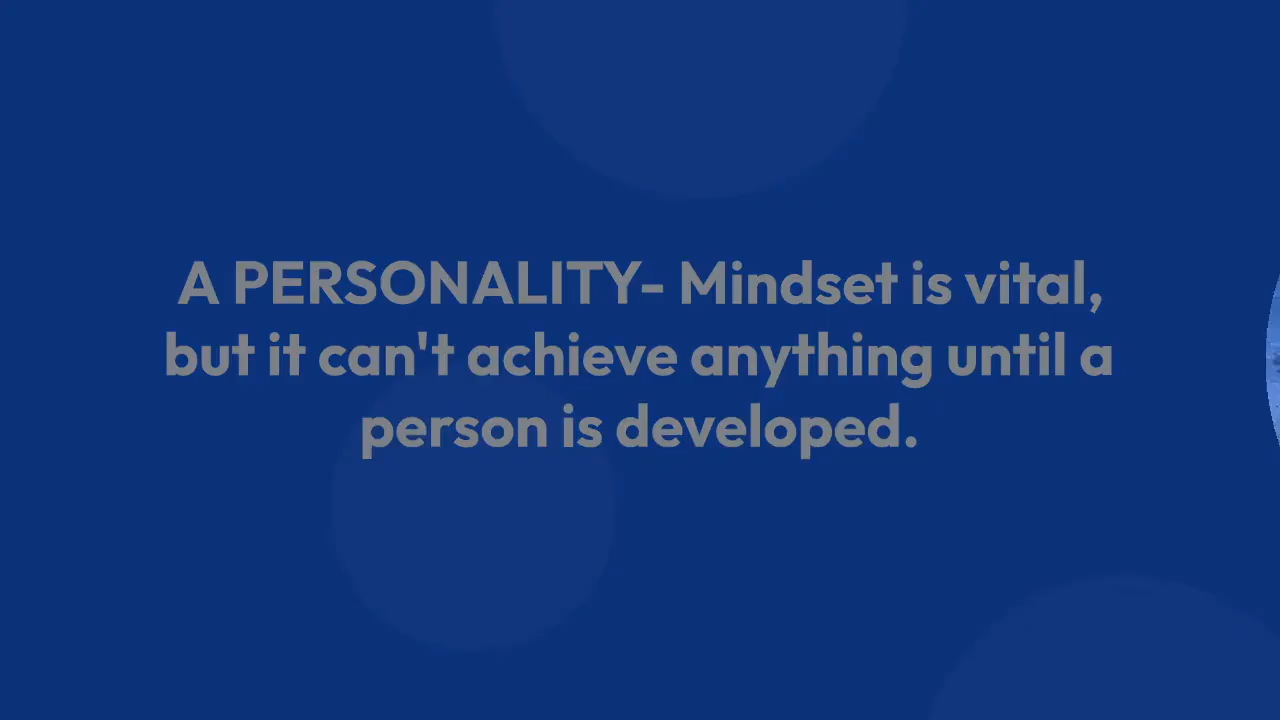 A PERSONALITY- Mindset is vital,
but it can't achieve anything until a
person is developed.